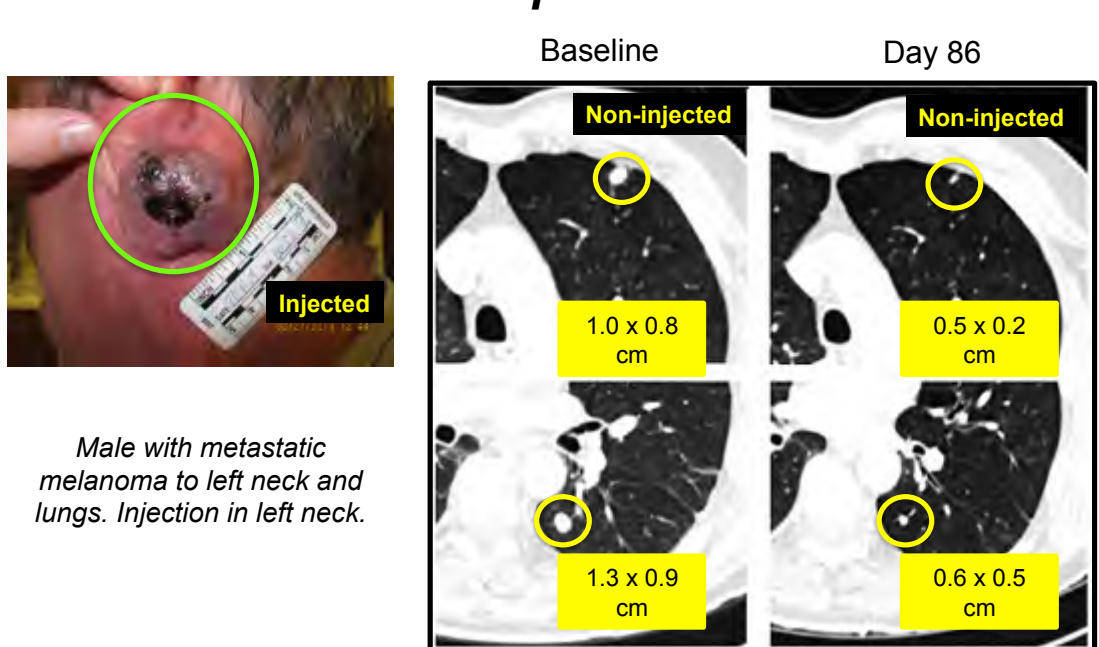 Baseline
Day 86
Non-injected
Non-injected
Injected
1.0 x 0.8
cm
0.5 x 0.2
cm
Male with metastatic
melanoma to left neck and
lungs. Injection in left neck.
1.3 x 0.9
cm
0.6 x 0.5
cm